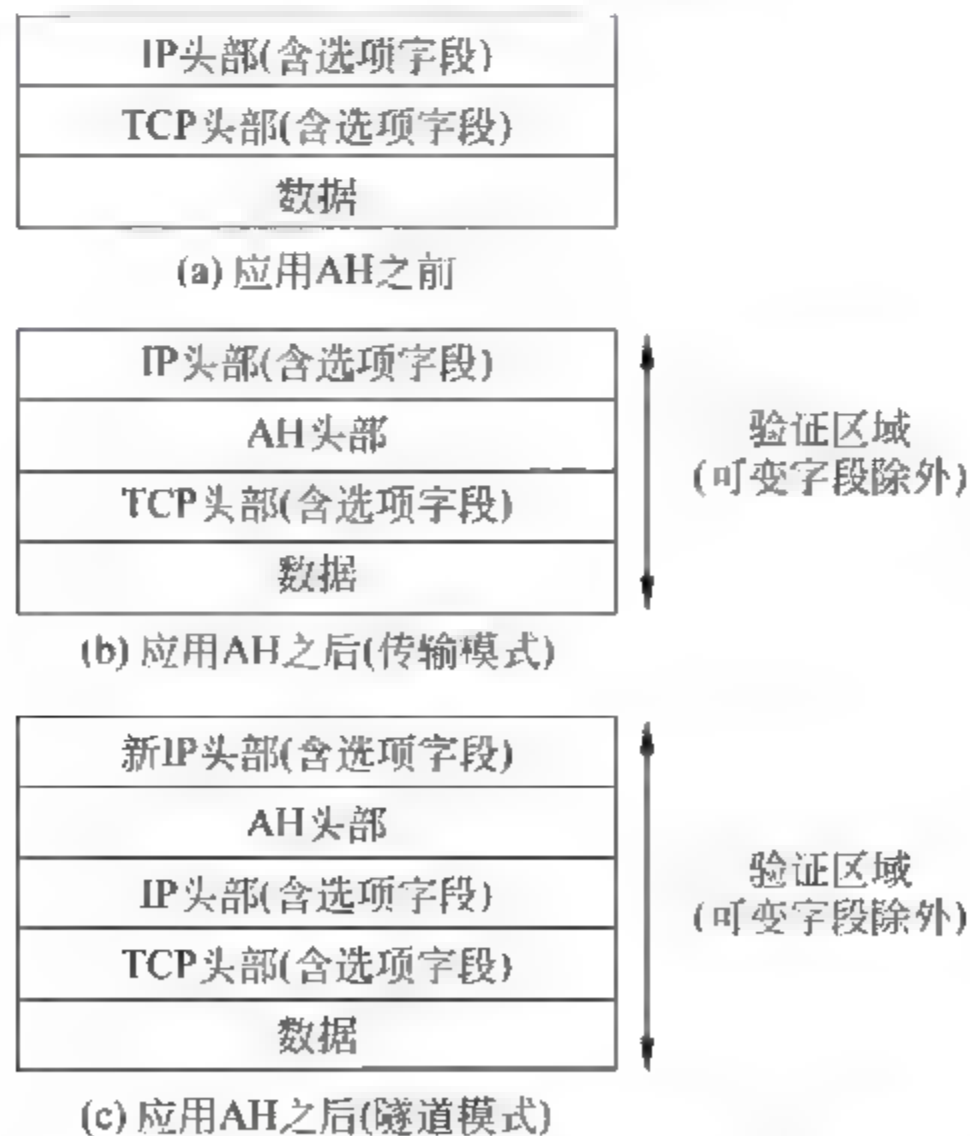 IP头部(含选项字段)
TCP头部(含选项字段)
数据
(a) 应用AH之前
IP头部(含选项字段)
AH头部
TCP头部(含选项字段)
数据
验证区域
(可变字段除外)
(b) 应用AH之后(传输模式)
新IP头部(含选项字段)
AH头部
IP头部(含选项字段)
TCP头部(含选项字段)
数据
验证区域
(可变字段除外)
(c) 应用AH之后(隧道模式)